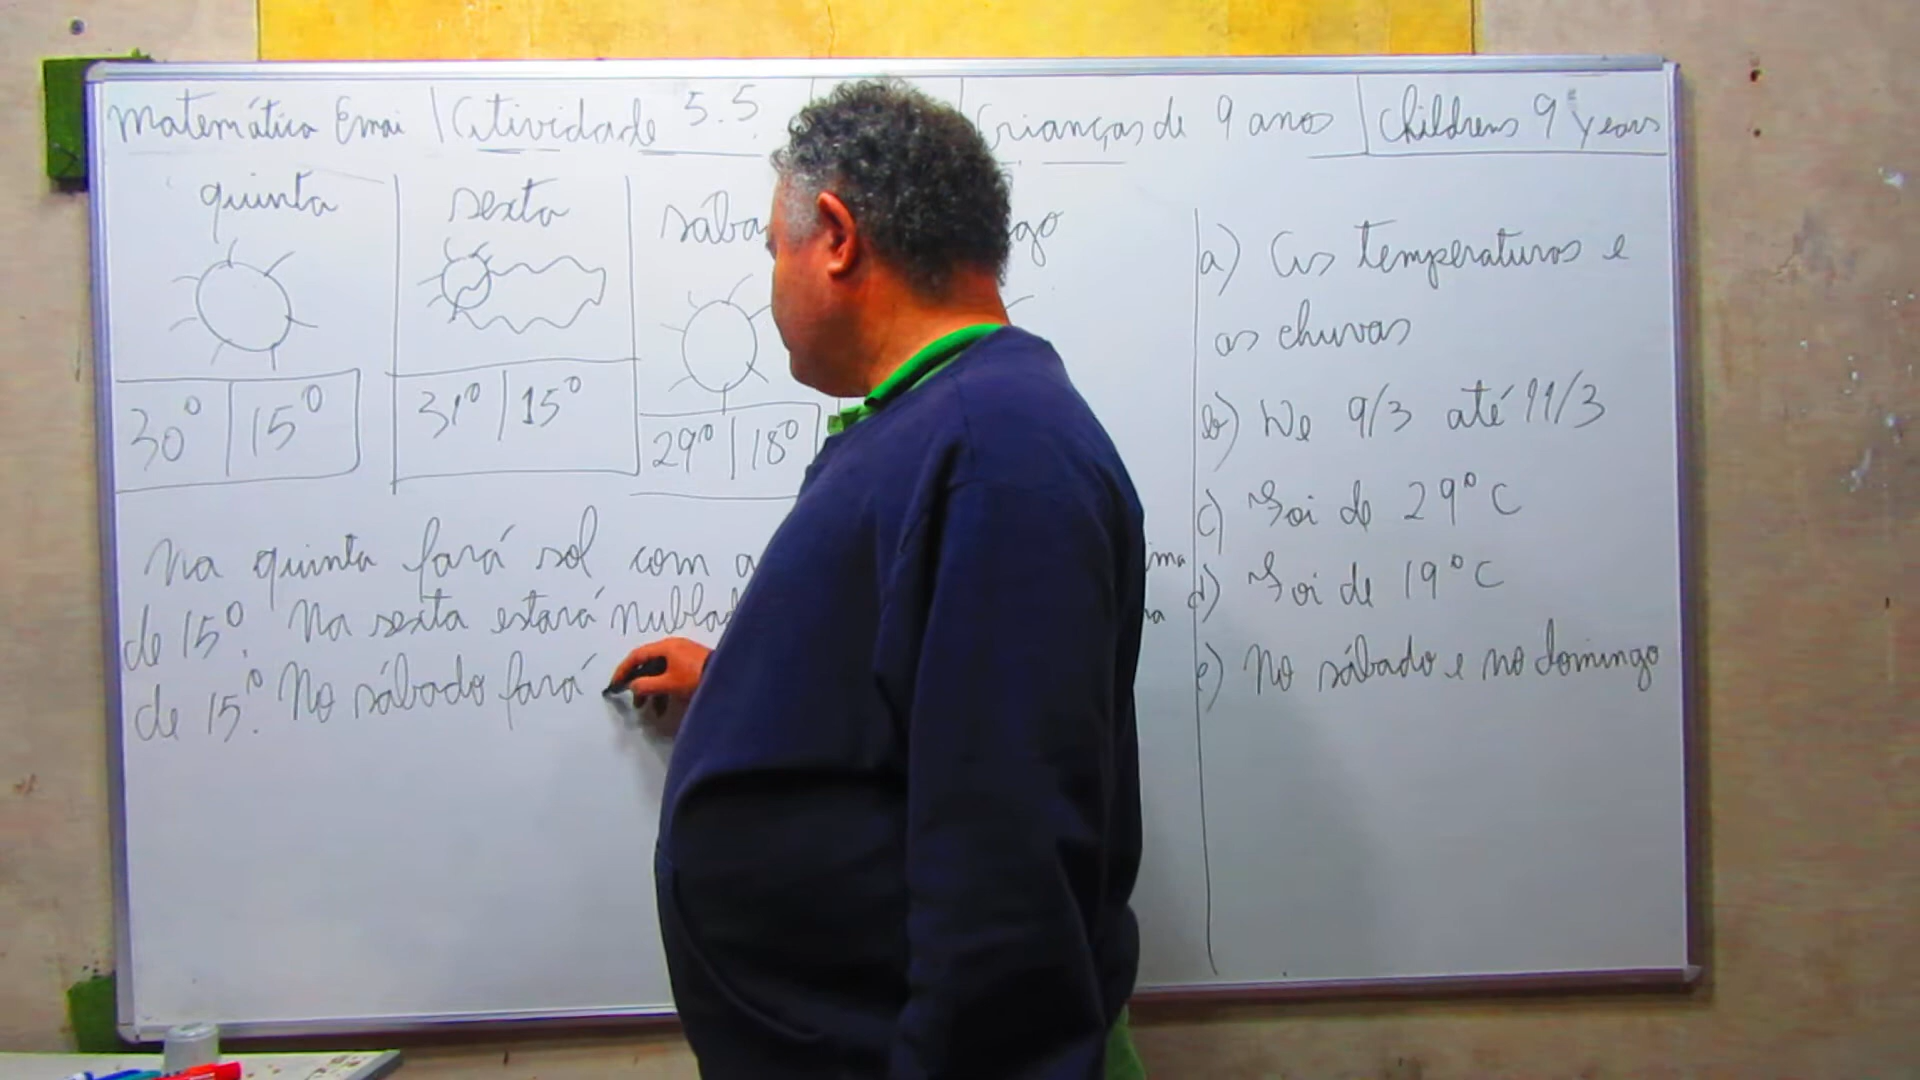 Matemática Emai | Atividade 5.5 | Crianças de 9 anos | Childrens 9 years
quinta
30° | 15°
sexta
31° | 15°
29° | 18°
Na quinta fará sol com
de 15°. Na sexta estará
de 15°. No sábado fará
a) As temperaturas e
as chuvas
b) De 9/3 até 11/3
c) Foi de 29°C
d) Foi de 19°C
e) No sábado e no domingo